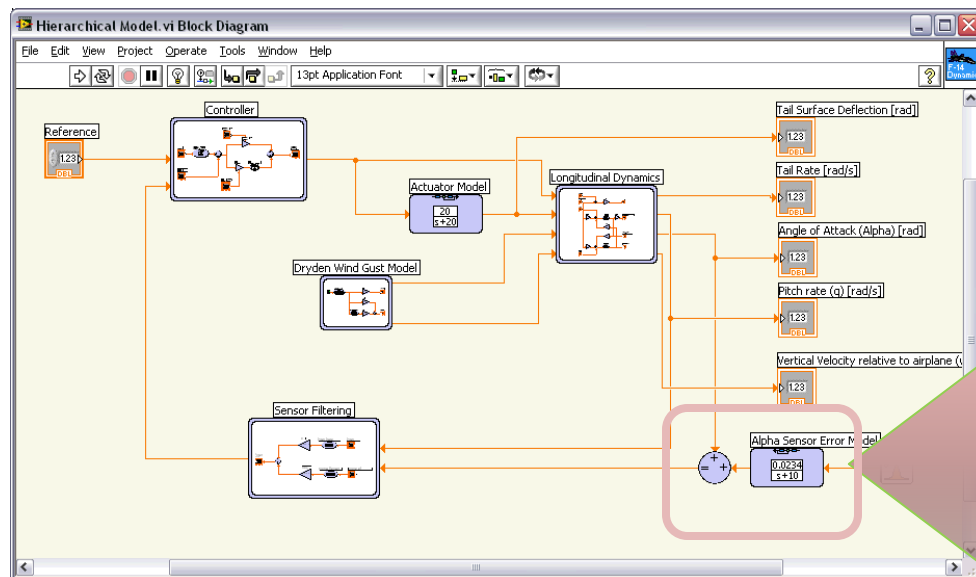 Hierarchical Model.vi Block Diagram
File Edit View Project Operate Tools Window Help
13pt Application Font
?
F-14
Dynamic
Controller
Reference
1.23
DBL
Tail Surface Deflection [rad]
1.23
DBL
Actuator Model
20
s+20
Longitudinal Dynamics
Tail Rate [rad/s]
1.23
DBL
Angle of Attack (Alpha) [rad]
1.23
DBL
Dryden Wind Gust Model
Pitch rate (q) [rad/s]
1.23
DBL
Vertical Velocity relative to airplane (
1.23
DBL
Sensor Filtering
Alpha Sensor Error Model
+
= +
0.0234
s+10